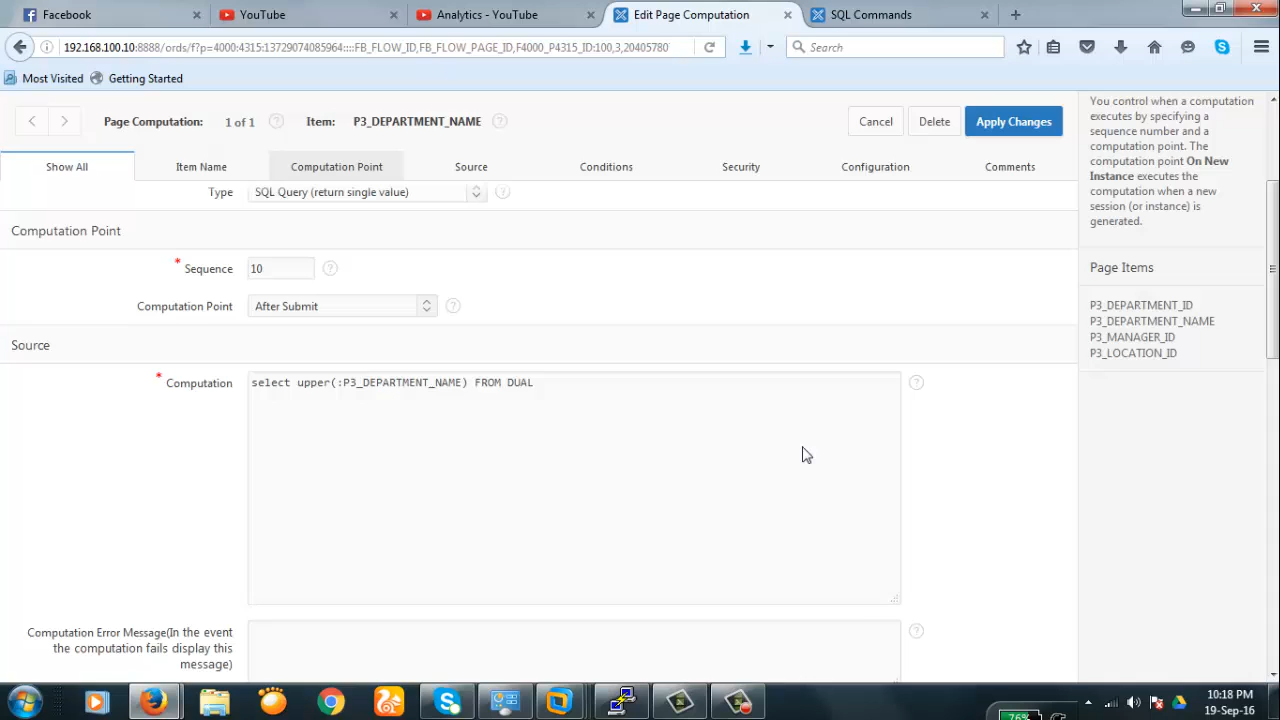 Facebook
YouTube
Analytics - YouTube
Edit Page Computation
SQL Commands
192.168.100.10:8888/ords/f?p=4000:4315:13729074085964::::FB_FLOW_ID,FB_FLOW_PAGE_ID,F4000_P4315_ID:100,3,20405780
Search
Most Visited
Getting Started
Page Computation: 1 of 1
Item: P3_DEPARTMENT_NAME
Cancel
Delete
Apply Changes
Show All
Item Name
Computation Point
Source
Conditions
Security
Configuration
Comments
Type
SQL Query (return single value)
Computation Point
* Sequence
10
Computation Point
After Submit
Source
* Computation
select upper(:P3_DEPARTMENT_NAME) FROM DUAL
Computation Error Message(In the event
the computation fails display this
message)
You control when a computation
executes by specifying a
sequence number and a
computation point. The
computation point On New
Instance executes the
computation when a new
session (or instance) is
generated.
Page Items
P3_DEPARTMENT_ID
P3_DEPARTMENT_NAME
P3_MANAGER_ID
P3_LOCATION_ID
76%
10:18 PM
19-Sep-16